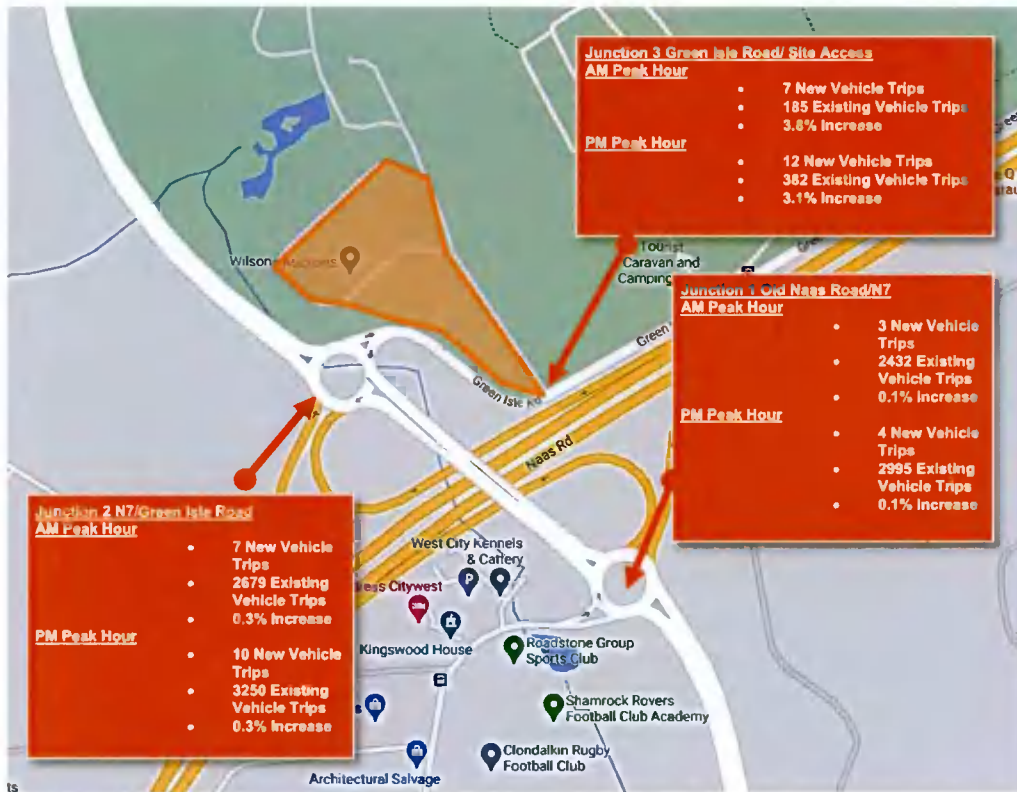 Junction 3 Green Isle Road/ Site Access
AM Peak Hour
• 7 New Vehicle Trips
• 185 Existing Vehicle Trips
• 3.8% Increase
PM Peak Hour
• 12 New Vehicle Trips
• 382 Existing Vehicle Trips
• 3.1% Increase
Wilsons Auctions
Tourist
Caravan and
Camping
Junction 1 Old Naas Road/N7
AM Peak Hour
• 3 New Vehicle
Trips
• 2432 Existing
Vehicle Trips
• 0.1% Increase
PM Peak Hour
• 4 New Vehicle
Trips
• 2995 Existing
Vehicle Trips
• 0.1% Increase
Green Isle Rd
Naas Rd
Junction 2 N7/Green Isle Road
AM Peak Hour
• 7 New Vehicle
Trips
• 2679 Existing
Vehicle Trips
• 0.3% Increase
PM Peak Hour
• 10 New Vehicle
Trips
• 3250 Existing
Vehicle Trips
• 0.3% Increase
West City Kennels
& Cattery
ess Citywest
Kingswood House
Roadstone Group
Sports Club
Shamrock Rovers
Football Club Academy
Clondalkin Rugby
Football Club
Architectural Salvage
ts